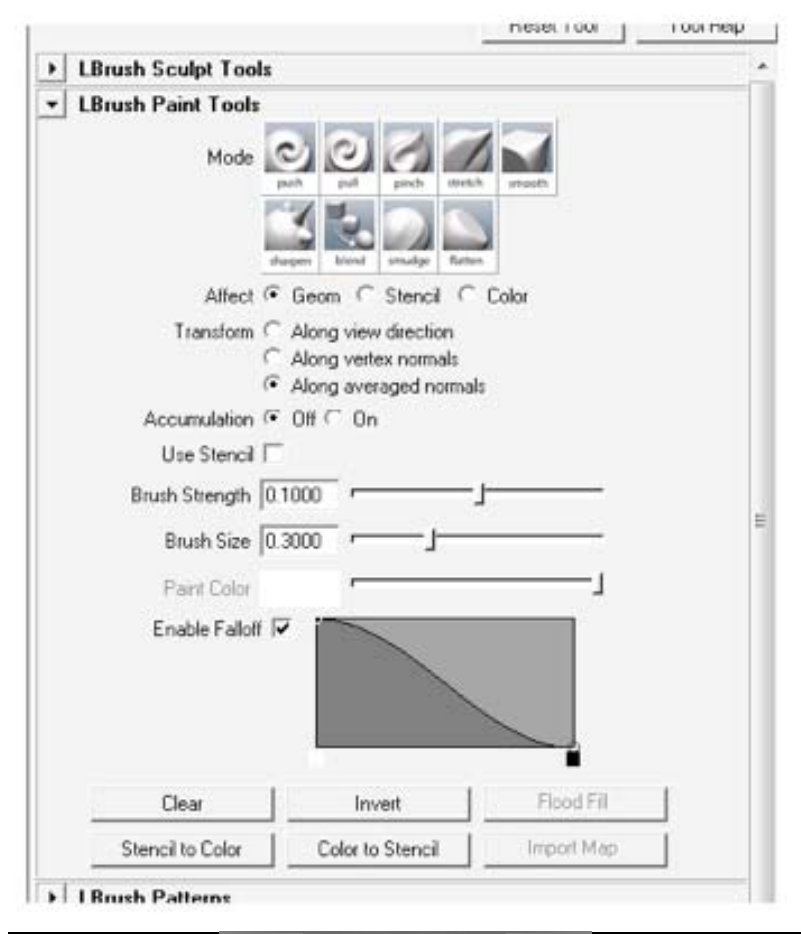 Reset Tool Tool Help
LBrush Sculpt Tools
LBrush Paint Tools
Mode
push pull pinch stretch smooth
sharpen blend smudge flatten
Affect Geom Stencil Color
Transform Along view direction
Along vertex normals
Along averaged normals
Accumulation Off On
Use Stencil
Brush Strength 0.1000
Brush Size 0.3000
Paint Color
Enable Falloff
Clear Invert Flood Fill
Stencil to Color Color to Stencil Import Map
LBrush Patterns